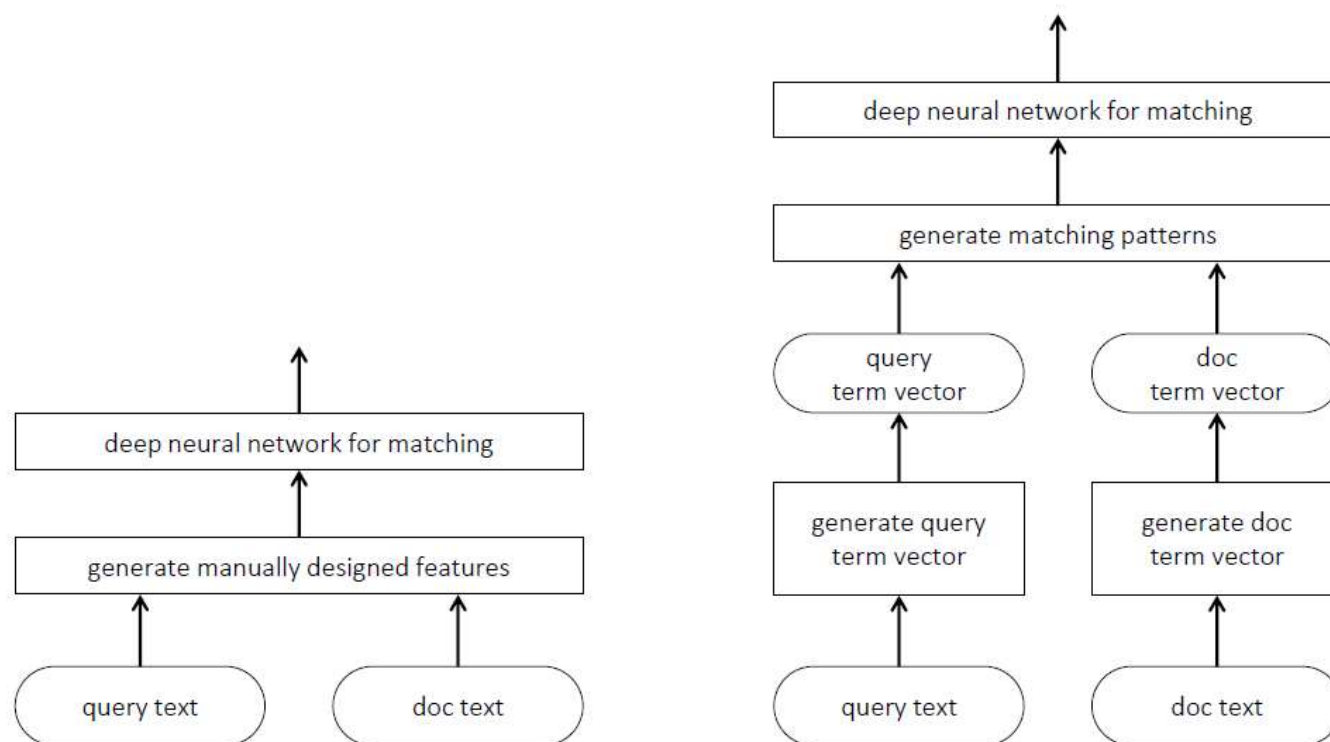 deep neural network for matching
generate manually designed features
query text
doc text
deep neural network for matching
generate matching patterns
query
term vector
doc
term vector
generate query
term vector
generate doc
term vector
query text
doc text